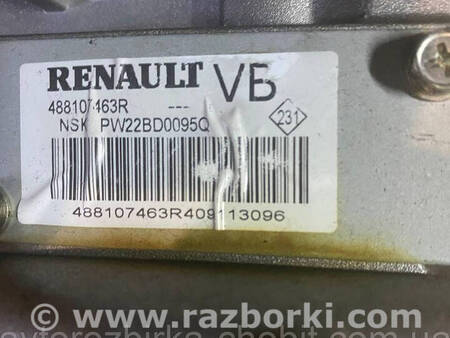 RENAULT VB
488107463R ---
NSK PW22BD0095Q 231
488107463R409113096
www.razborki.com